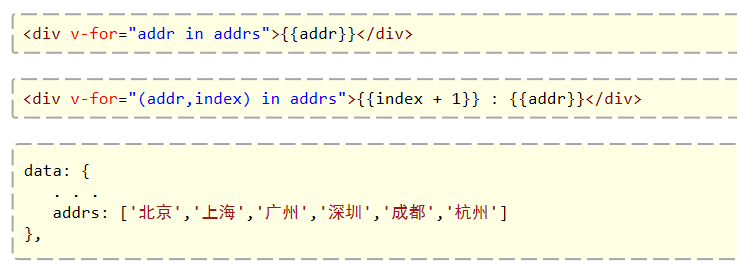 <div v-for="addr in addrs">{{addr}}</div>
<div v-for="(addr,index) in addrs">{{index + 1}} : {{addr}}</div>
data: {
   . . .
   addrs: ['北京','上海','广州','深圳','成都','杭州']
},